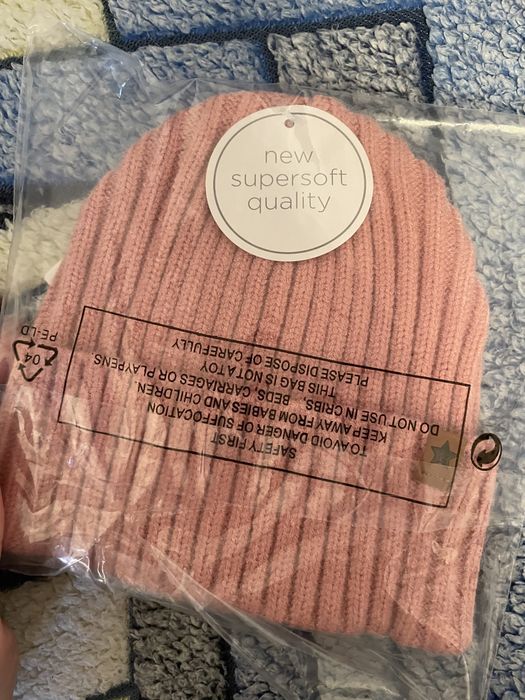 new
supersoft
quality
SAFETY FIRST
TO AVOID DANGER OF SUFFOCATION
KEEP AWAY FROM BABIES AND CHILDREN.
DO NOT USE IN CRIBS, BEDS, CARRIAGES OR PLAYPENS.
THIS BAG IS NOT A TOY
PLEASE DISPOSE OF CAREFULLY
04
PE-LD